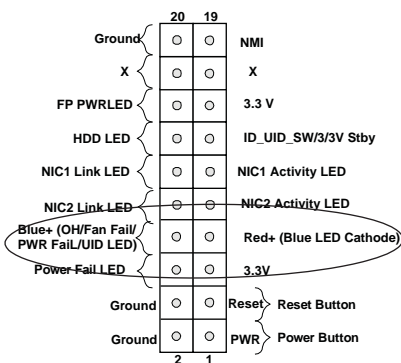 20 19
Ground NMI
X X
FP PWRLED 3.3 V
HDD LED ID_UID_SW/3/3V Stby
NIC1 Link LED NIC1 Activity LED
NIC2 Link LED NIC2 Activity LED
Blue+ (OH/Fan Fail/
PWR FaiL/UID LED) Red+ (Blue LED Cathode)
Power Fail LED 3.3V
Ground Reset Reset Button
Ground PWR Power Button
2 1